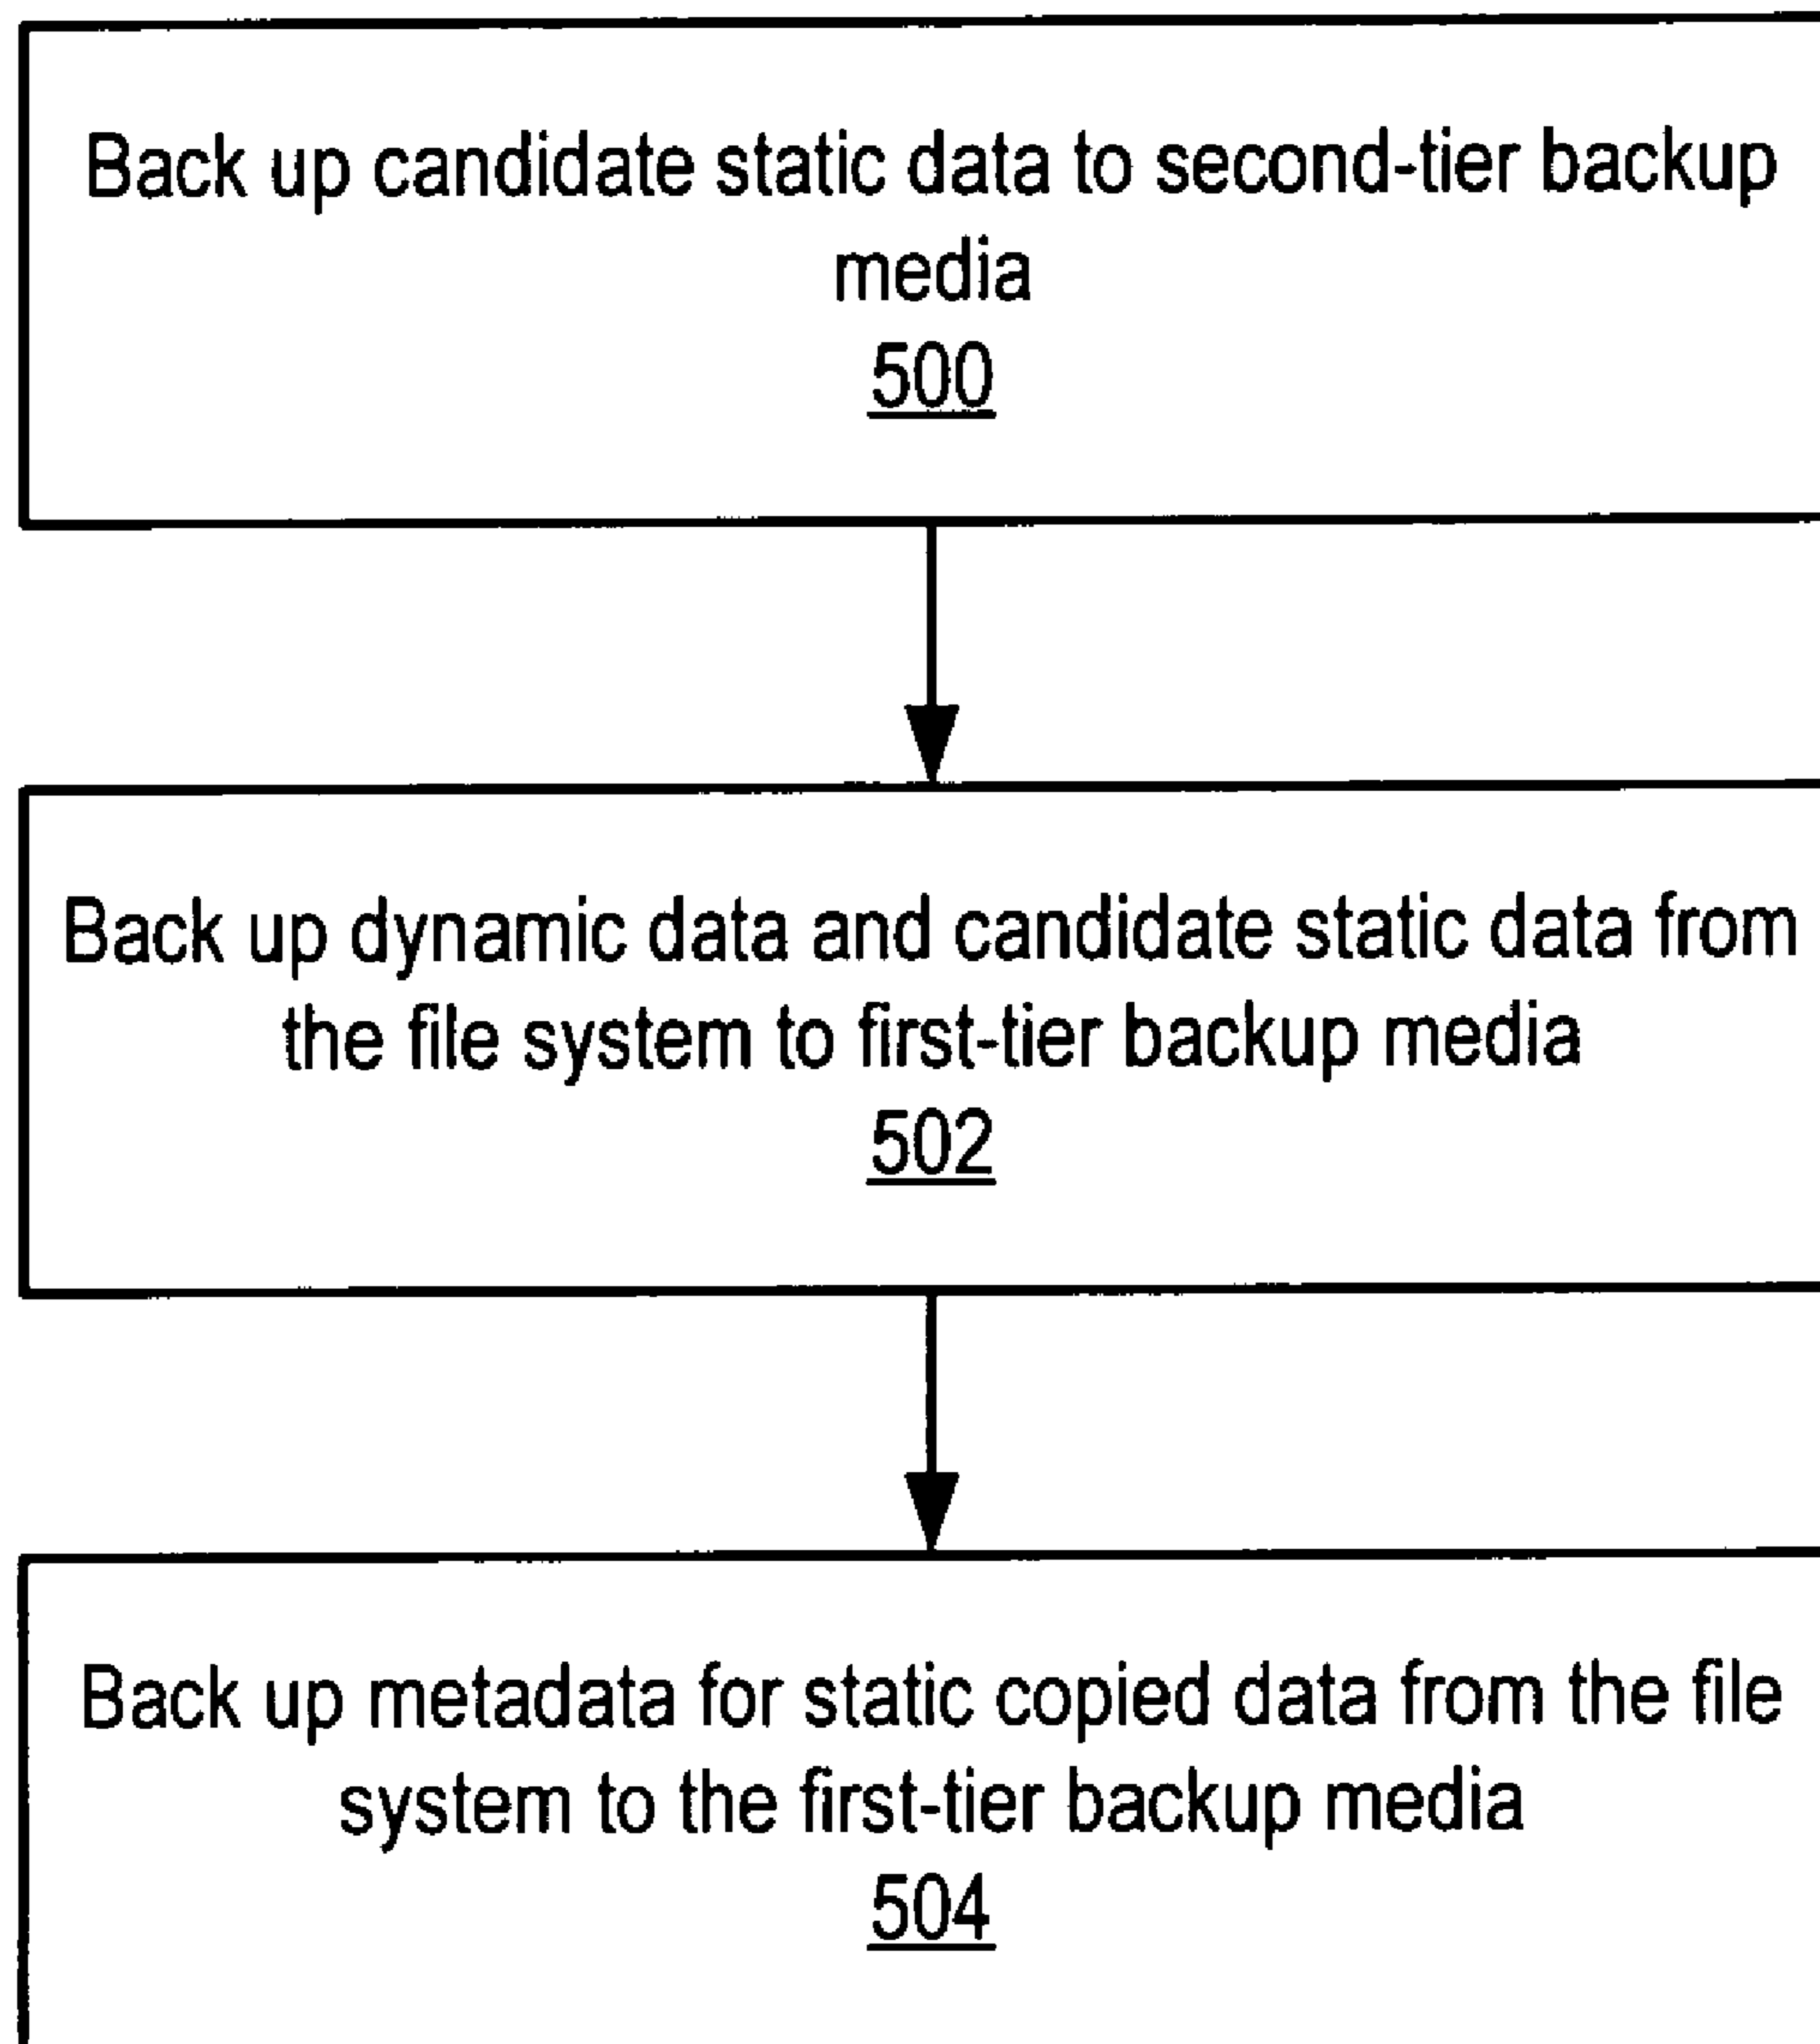 Back up candidate static data to second-tier backup
media
500
Back up dynamic data and candidate static data from
the file system to first-tier backup media
502
Back up metadata for static copied data from the file
system to the first-tier backup media
504